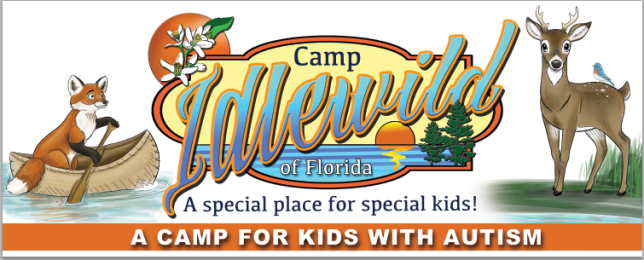 Camp
Idlewild
of Florida
A special place for special kids!
A CAMP FOR KIDS WITH AUTISM